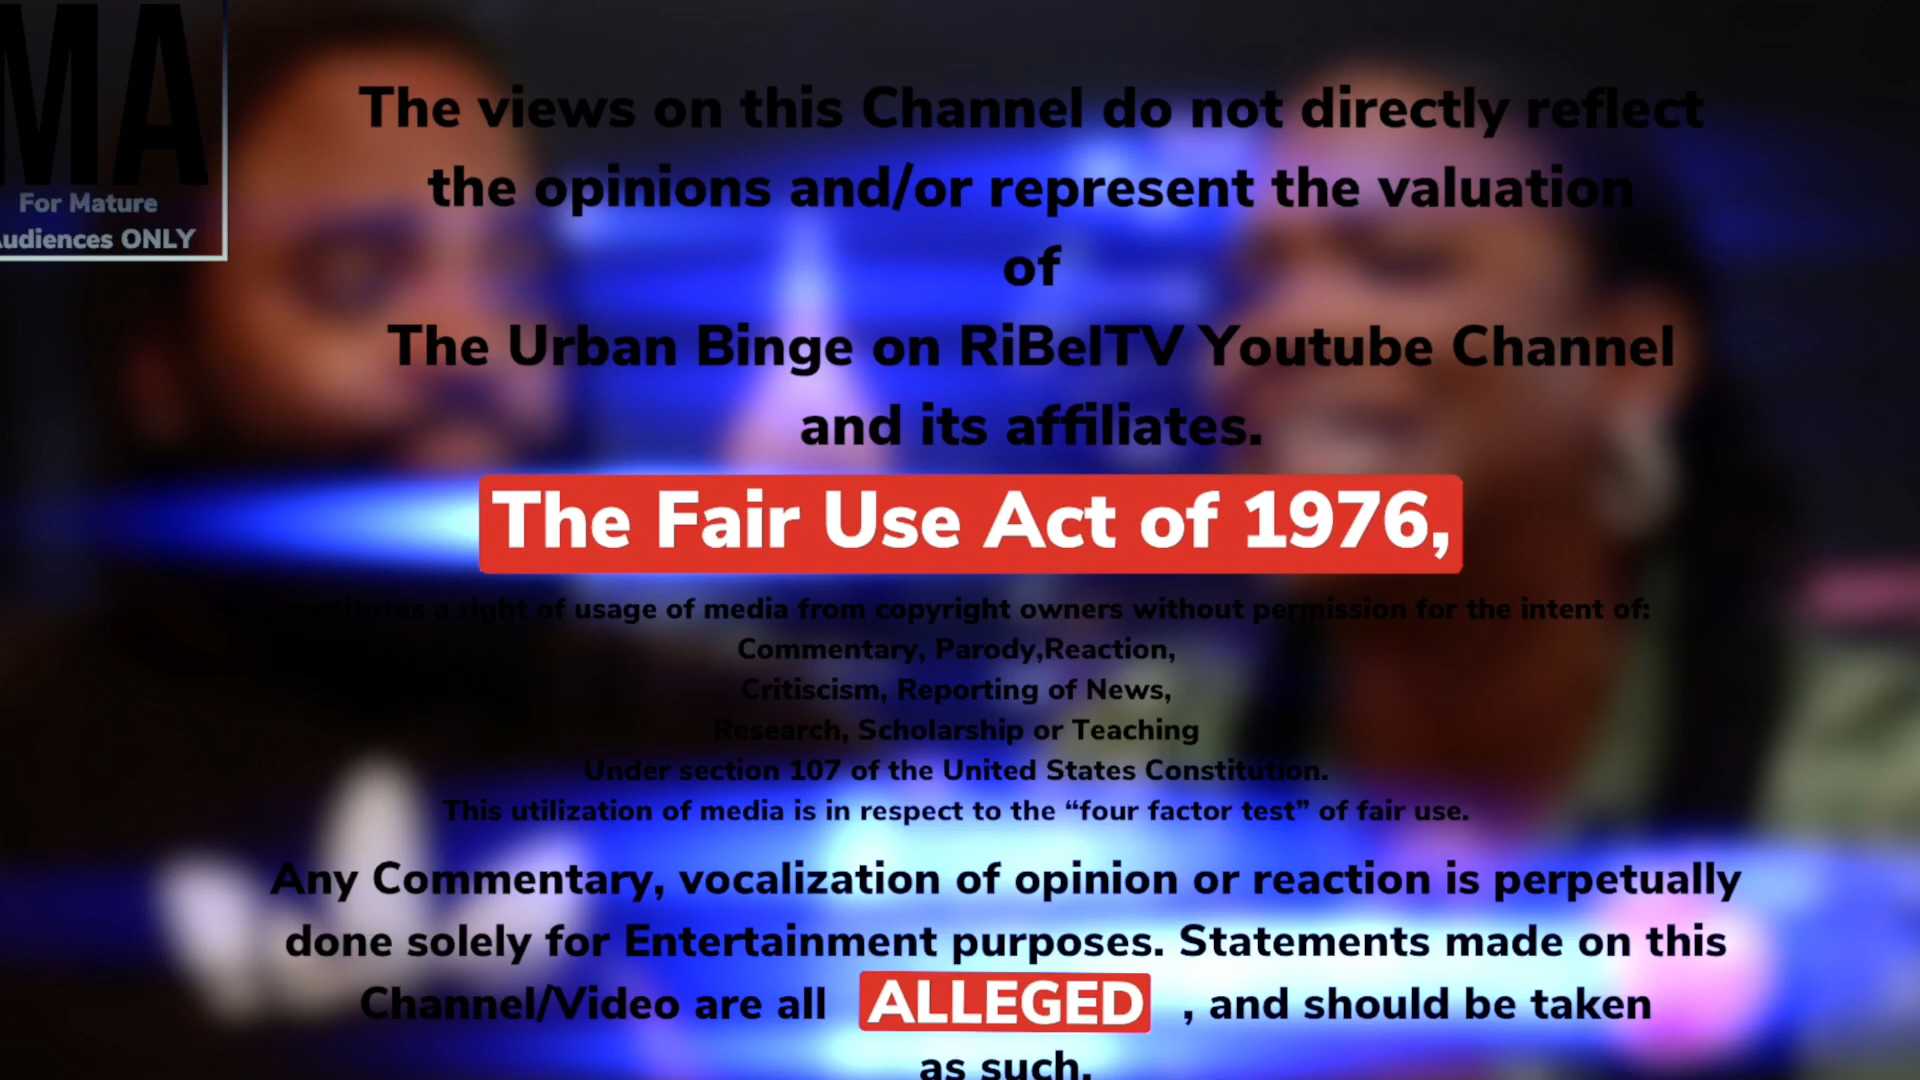 MA
For Mature
udiences ONLY
The views on this Channel do not directly reflect
the opinions and/or represent the valuation
of
The Urban Binge on RiBelTV Youtube Channel
and its affiliates.
The Fair Use Act of 1976,
a right of usage of media from copyright owners without permission for the intent of:
Commentary, Parody,Reaction,
Critiscism, Reporting of News,
Research, Scholarship or Teaching
Under section 107 of the United States Constitution.
This utilization of media is in respect to the “four factor test” of fair use.
Any Commentary, vocalization of opinion or reaction is perpetually
done solely for Entertainment purposes. Statements made on this
Channel/Video are all ALLEGED , and should be taken
as such.